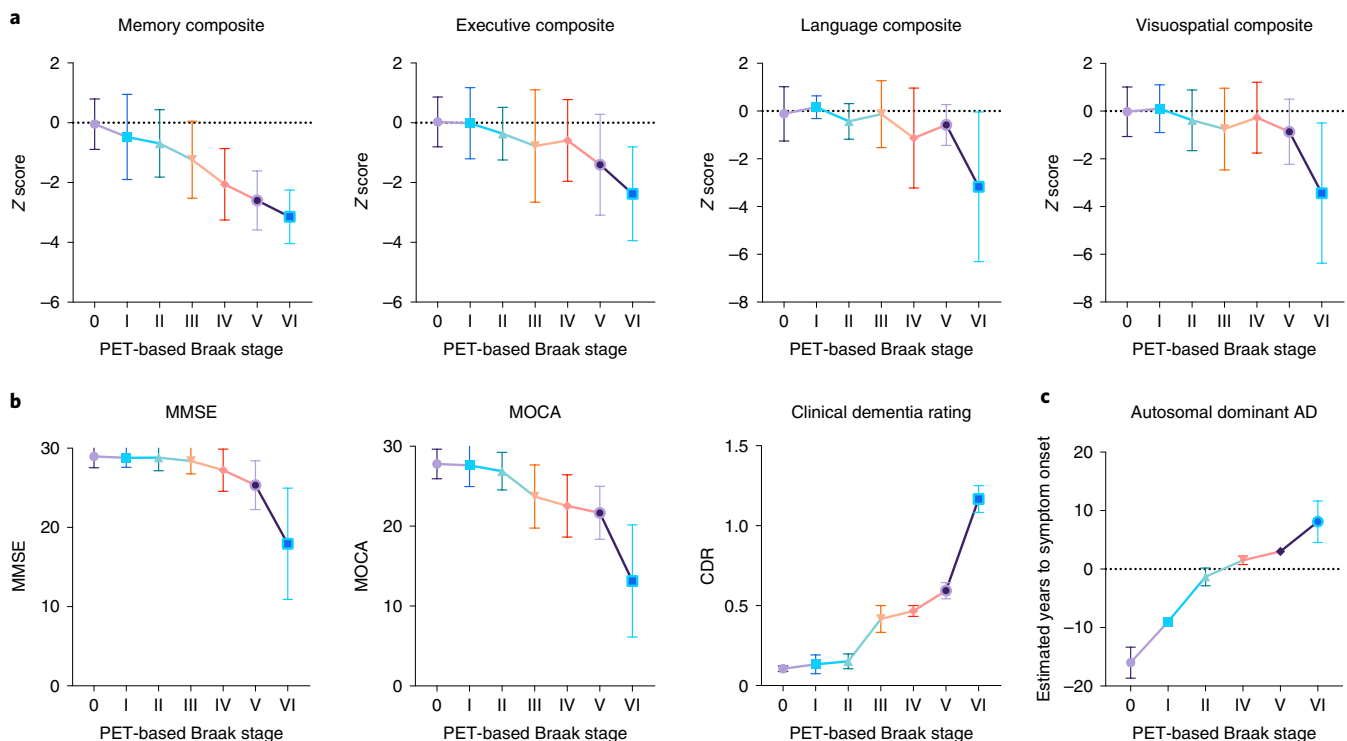 a
Memory composite
Executive composite
Language composite
Visuospatial composite
2
0
–2
–4
–6
Z score
0 I II III IV V VI
PET-based Braak stage
2
0
–2
–4
–6
Z score
0 I II III IV V VI
PET-based Braak stage
2
0
–2
–4
–6
–8
Z score
0 I II III IV V VI
PET-based Braak stage
2
0
–2
–4
–6
–8
Z score
0 I II III IV V VI
PET-based Braak stage
b
MMSE
MOCA
Clinical dementia rating
c
Autosomal dominant AD
30
20
10
0
MMSE
0 I II III IV V VI
PET-based Braak stage
30
20
10
0
MOCA
0 I II III IV V VI
PET-based Braak stage
1.5
1.0
0.5
0
CDR
0 I II III IV V VI
PET-based Braak stage
20
10
0
–10
–20
Estimated years to symptom onset
0 I II IV V VI
PET-based Braak stage